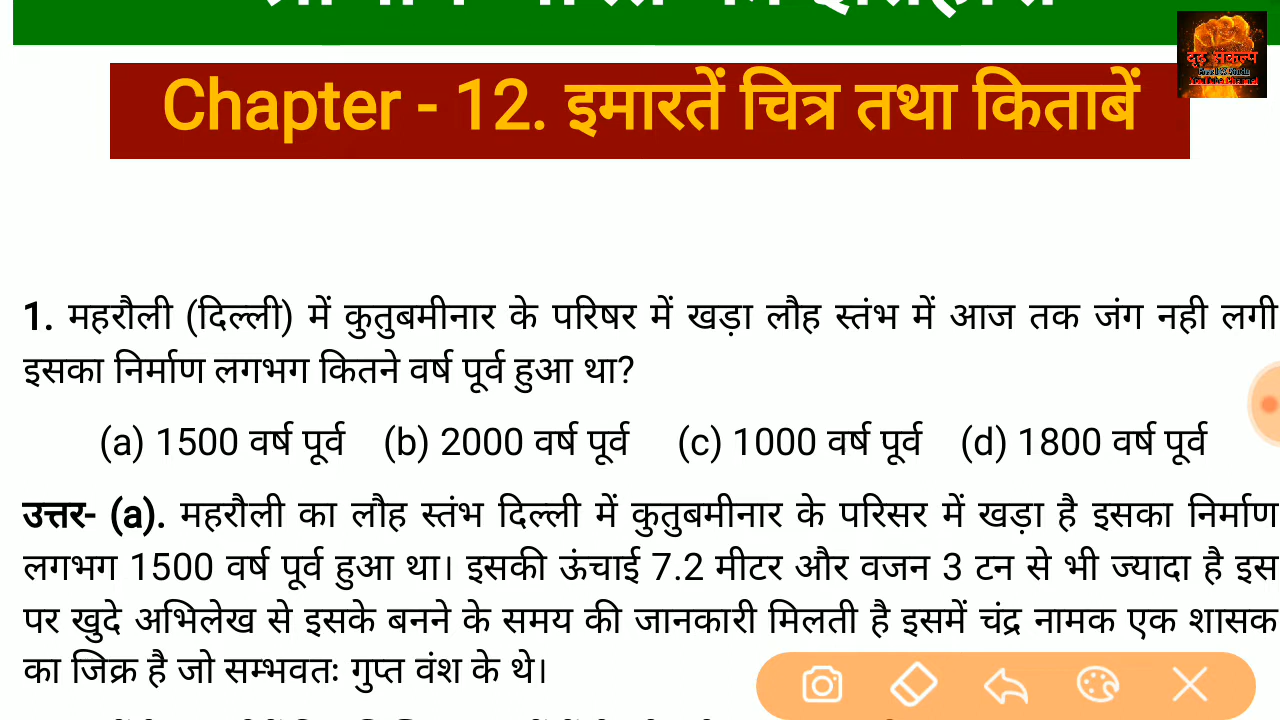 Chapter - 12. इमारतें चित्र तथा किताबें
दृढ़ संकल्प
1. महरौली (दिल्ली) में कुतुबमीनार के परिषर में खड़ा लौह स्तंभ में आज तक जंग नही लगी
इसका निर्माण लगभग कितने वर्ष पूर्व हुआ था?
(a) 1500 वर्ष पूर्व (b) 2000 वर्ष पूर्व (c) 1000 वर्ष पूर्व (d) 1800 वर्ष पूर्व
उत्तर- (a). महरौली का लौह स्तंभ दिल्ली में कुतुबमीनार के परिसर में खड़ा है इसका निर्माण
लगभग 1500 वर्ष पूर्व हुआ था। इसकी ऊंचाई 7.2 मीटर और वजन 3 टन से भी ज्यादा है इस
पर खुदे अभिलेख से इसके बनने के समय की जानकारी मिलती है इसमें चंद्र नामक एक शासक
का जिक्र है जो सम्भवतः गुप्त वंश के थे।